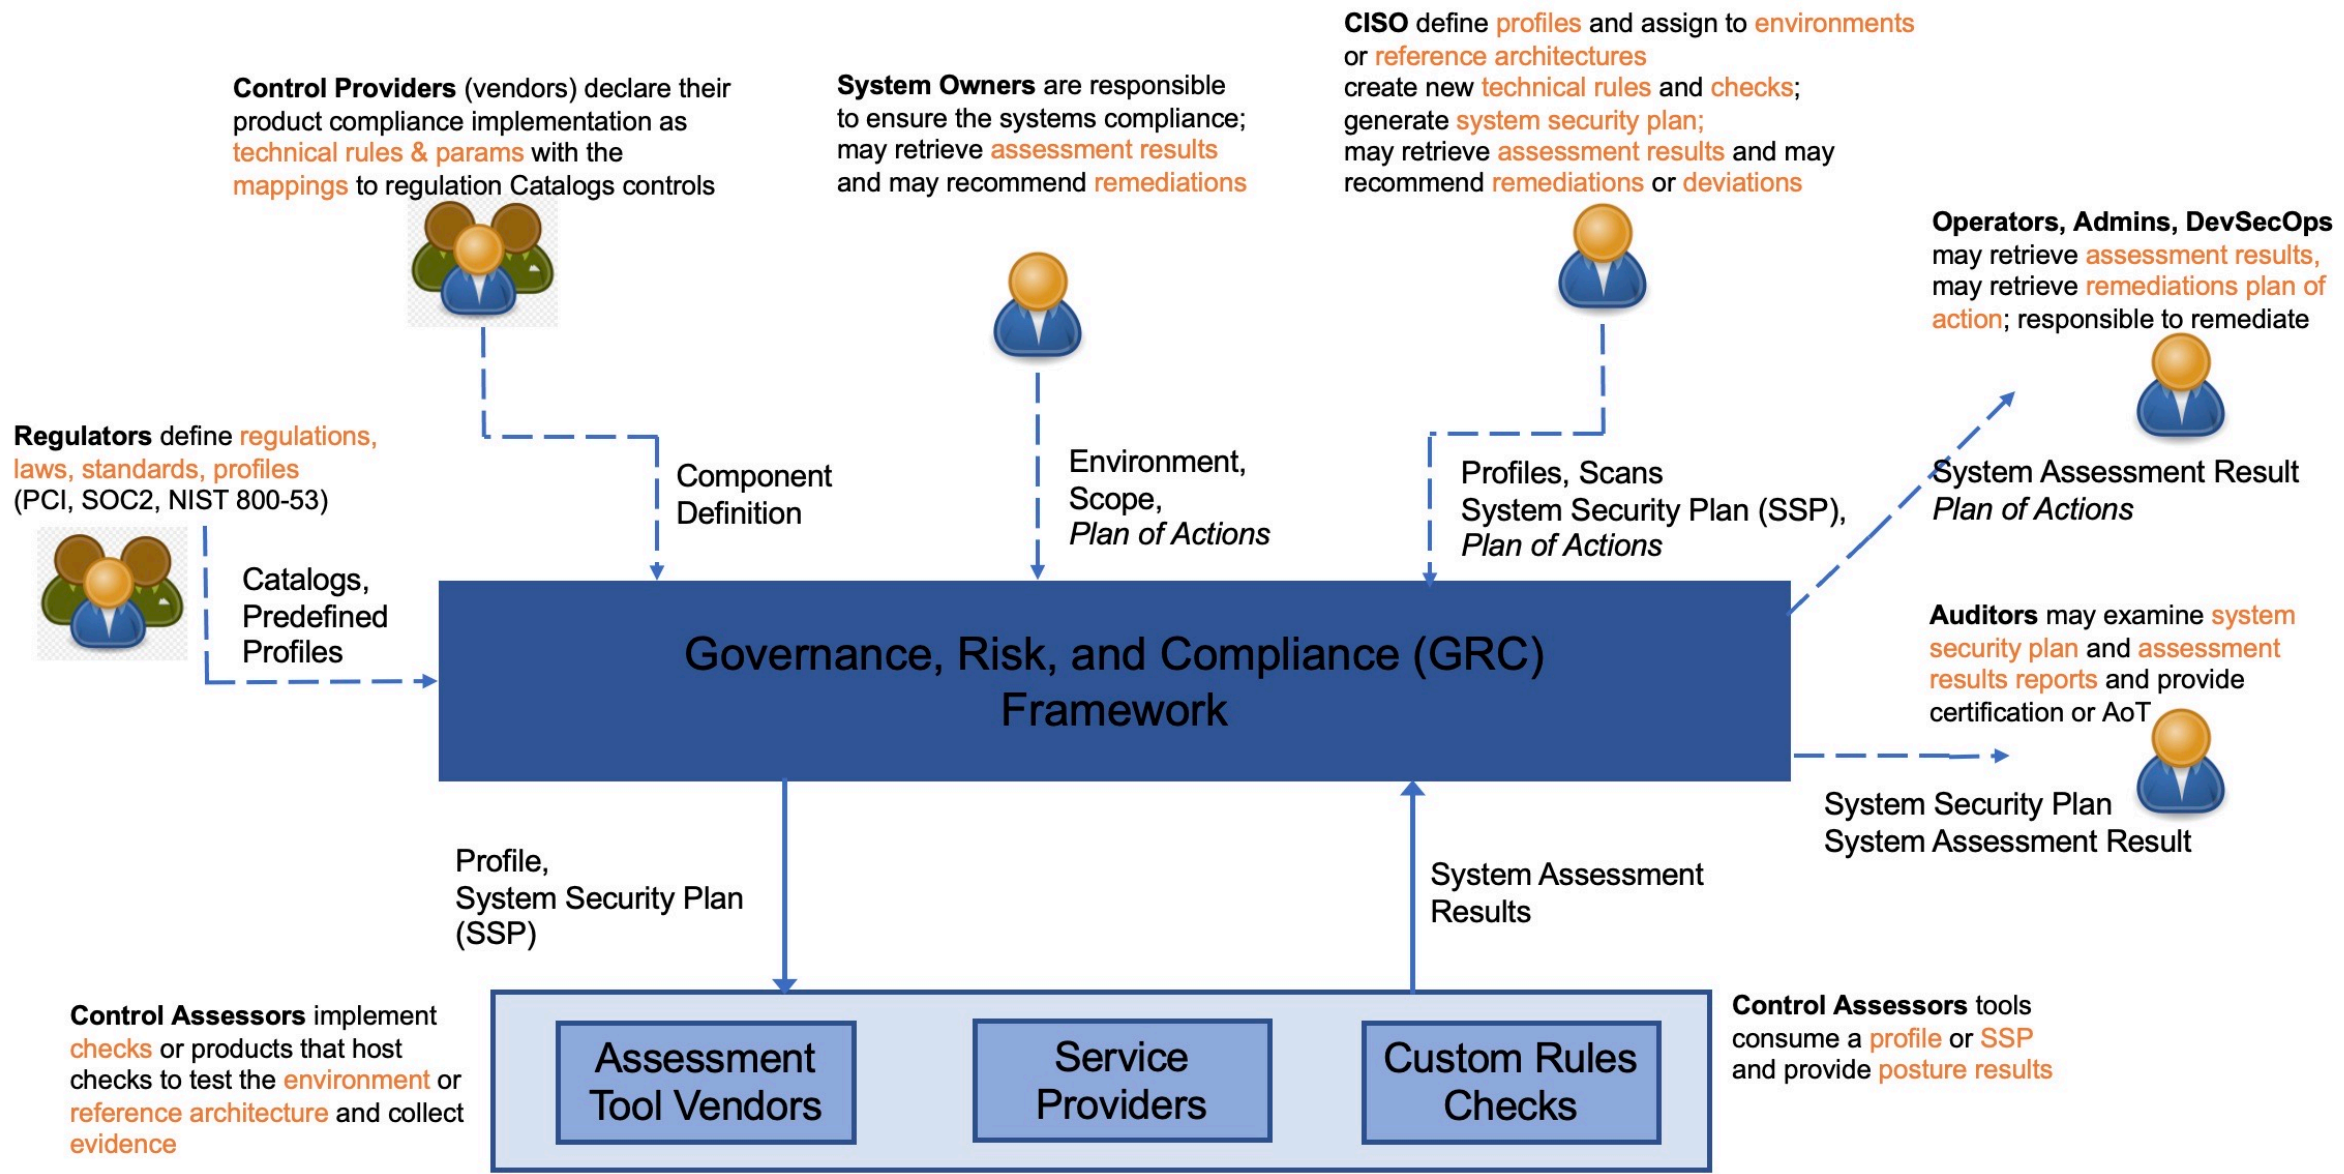 CISO define profiles and assign to environments
or reference architectures
create new technical rules and checks;
generate system security plan;
may retrieve assessment results and may
recommend remediations or deviations
Control Providers (vendors) declare their
product compliance implementation as
technical rules & params with the
mappings to regulation Catalogs controls
System Owners are responsible
to ensure the systems compliance;
may retrieve assessment results
and may recommend remediations
Operators, Admins, DevSecOps
may retrieve assessment results,
may retrieve remediations plan of
action; responsible to remediate
Regulators define regulations,
laws, standards, profiles
(PCI, SOC2, NIST 800-53)
Component
Definition
Environment,
Scope,
Plan of Actions
Profiles, Scans
System Security Plan (SSP),
Plan of Actions
System Assessment Result
Plan of Actions
Catalogs,
Predefined
Profiles
Governance, Risk, and Compliance (GRC)
Framework
Auditors may examine system
security plan and assessment
results reports and provide
certification or AoT
System Security Plan
System Assessment Result
Profile,
System Security Plan
(SSP)
System Assessment
Results
Control Assessors implement
checks or products that host
checks to test the environment or
reference architecture and collect
evidence
Assessment
Tool Vendors
Service
Providers
Custom Rules
Checks
Control Assessors tools
consume a profile or SSP
and provide posture results